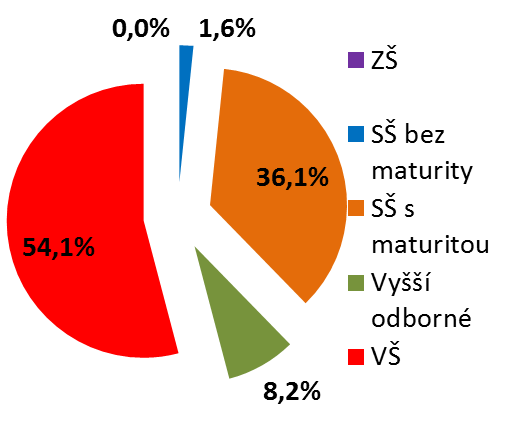 0,0%
1,6%
36,1%
54,1%
8,2%
ZŠ
SŠ bez
maturity
SŠ s
maturitou
Vyšší
odborné
VŠ